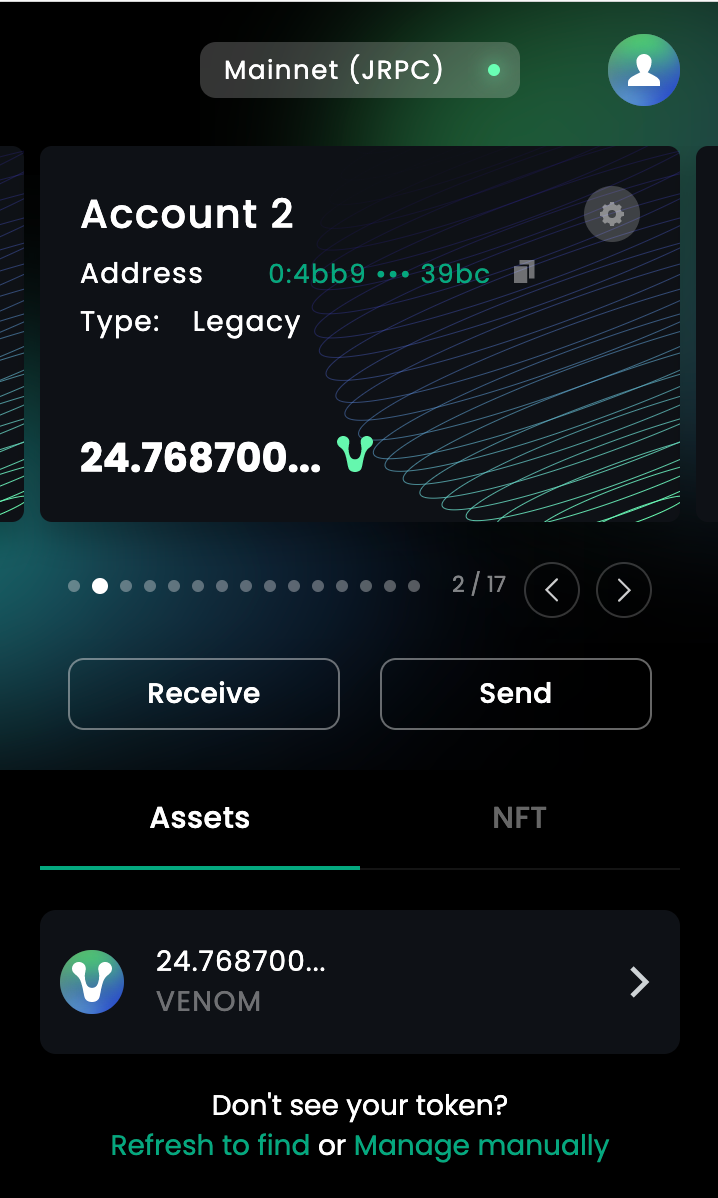 Mainnet (JRPC)
Account 2
Address 0:4bb9 ••• 39bc
Type: Legacy
24.768700...
2 / 17
Receive Send
Assets NFT
24.768700...
VENOM
Don't see your token?
Refresh to find or Manage manually